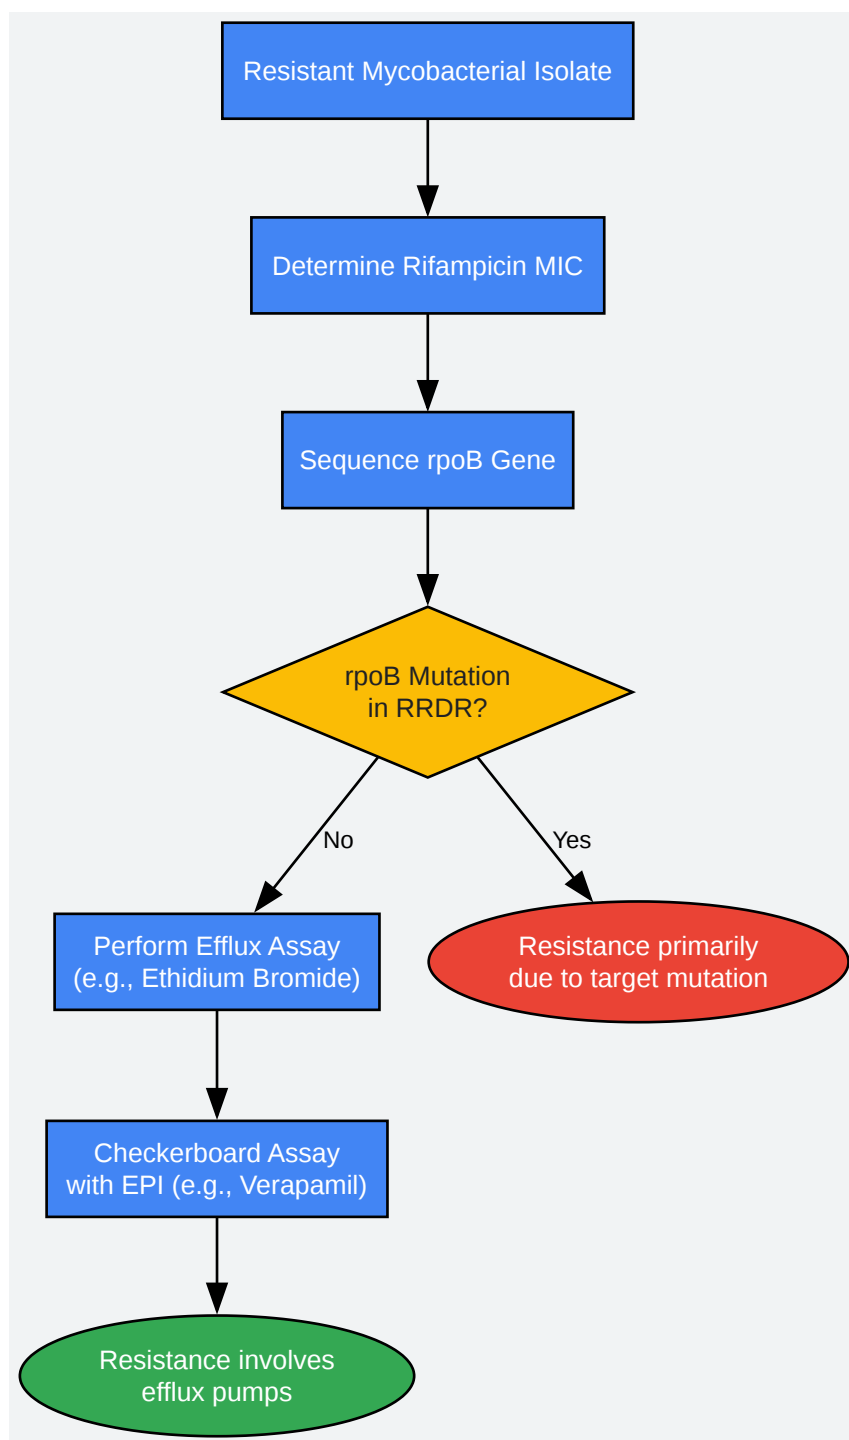 Resistant Mycobacterial Isolate
Determine Rifampicin MIC
Sequence rpoB Gene
rpoB Mutation
in RRDR?
No
Yes
Perform Efflux Assay
(e.g., Ethidium Bromide)
Resistance primarily
due to target mutation
Checkerboard Assay
with EPI (e.g., Verapamil)
Resistance involves
efflux pumps